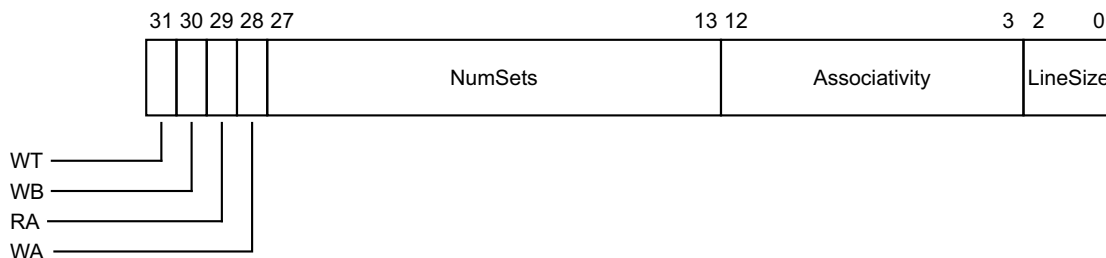 31 30 29 28 27 13 12 3 2 0
NumSets Associativity LineSize
WT
WB
RA
WA